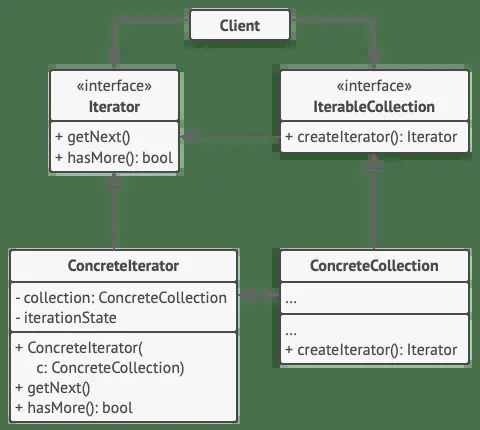 Client
«interface»
Iterator
+ getNext()
+ hasMore(): bool
«interface»
IterableCollection
+ createIterator(): Iterator
ConcreteIterator
- collection: ConcreteCollection
- iterationState
+ ConcreteIterator(
c: ConcreteCollection)
+ getNext()
+ hasMore(): bool
ConcreteCollection
...
...
+ createIterator(): Iterator